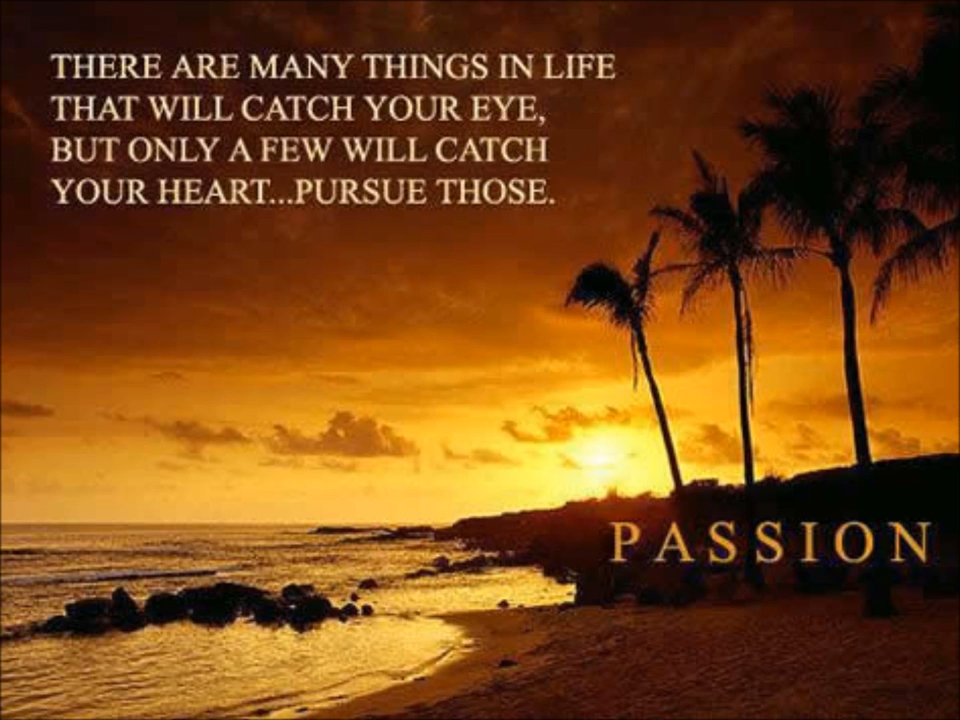 THERE ARE MANY THINGS IN LIFE
THAT WILL CATCH YOUR EYE,
BUT ONLY A FEW WILL CATCH
YOUR HEART...PURSUE THOSE.
PASSION